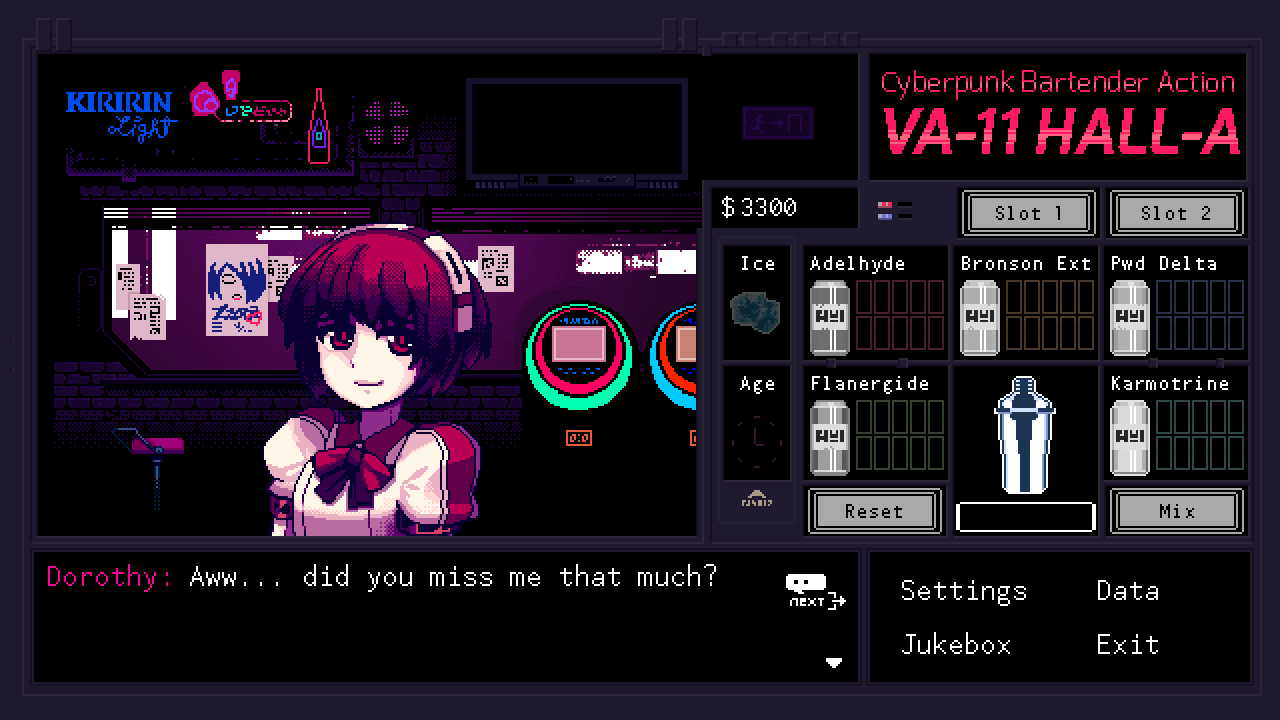 KIRIRIN
Light
Cyberpunk Bartender Action
VA-11 HALL-A
$3300
Slot 1
Slot 2
Ice
Adelhyde
Bronson Ext
Pwd Delta
Age
Flanergide
Karmotrine
Reset
Mix
Dorothy: Aww... did you miss me that much?
NEXT
Settings
Data
Jukebox
Exit